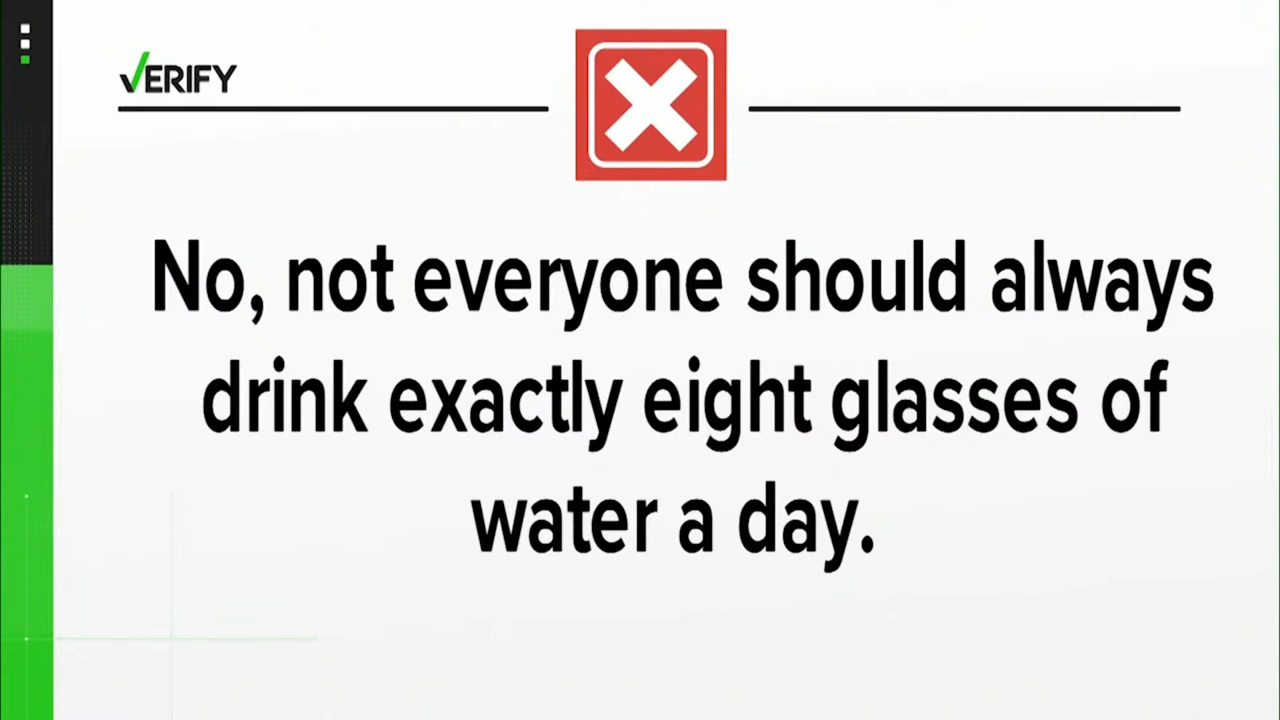 VERIFY
No, not everyone should always
drink exactly eight glasses of
water a day.